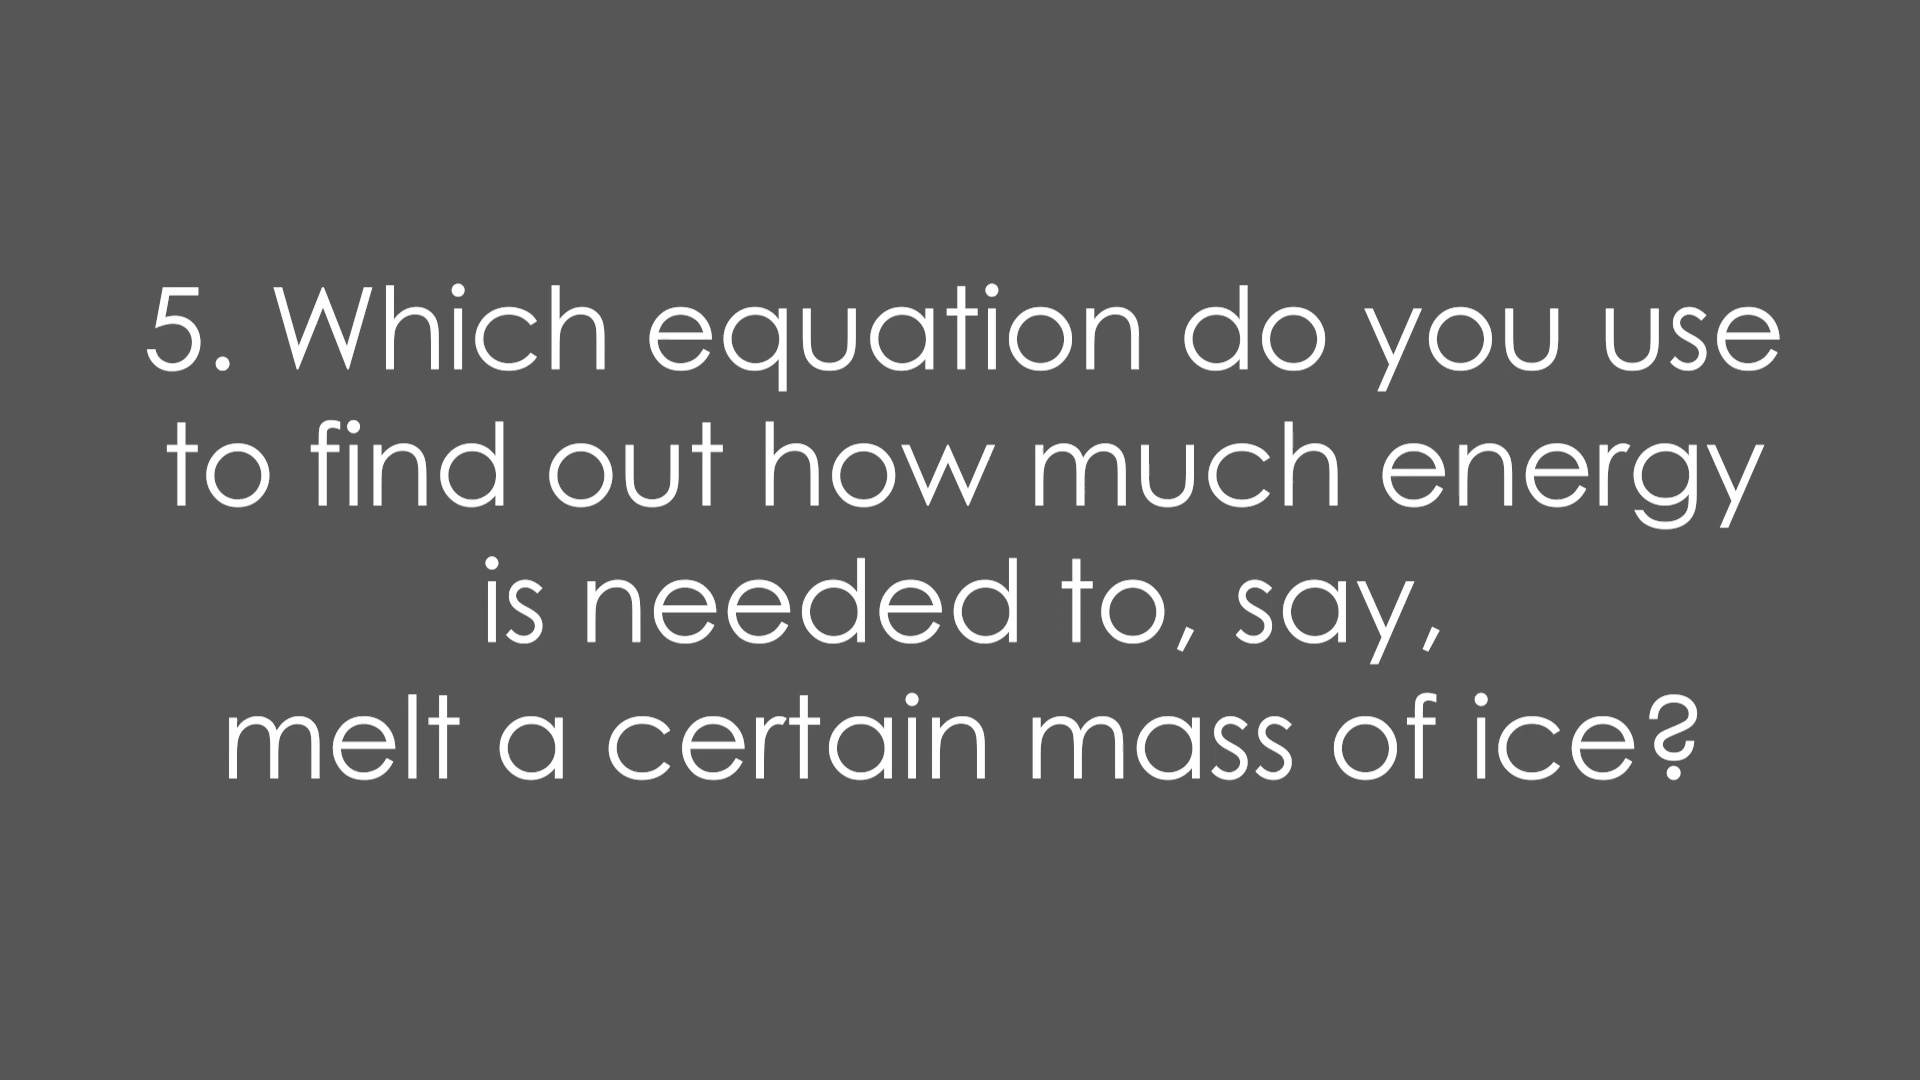 5. Which equation do you use
to find out how much energy
is needed to, say,
melt a certain mass of ice?